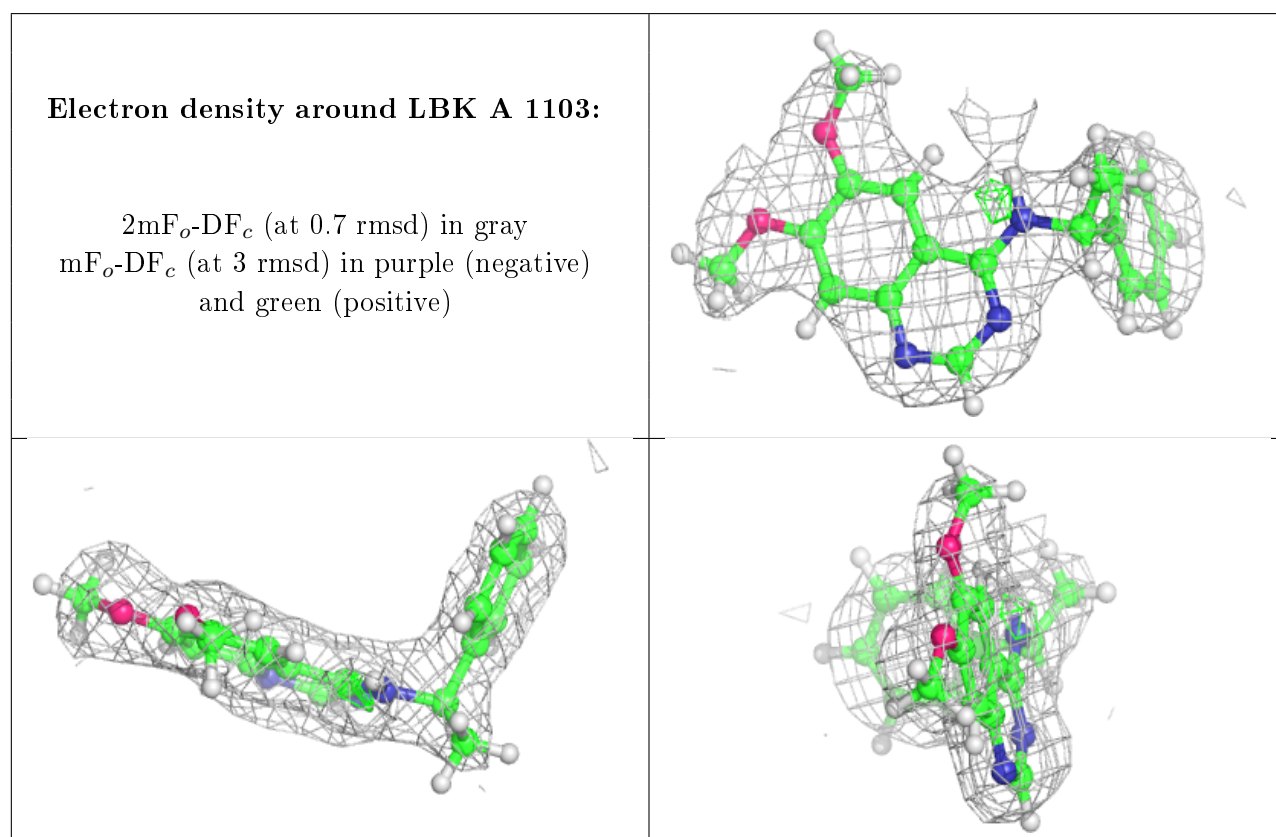 Electron density around LBK A 1103:
2mFₒ-DF𝒸 (at 0.7 rmsd) in gray
mFₒ-DF𝒸 (at 3 rmsd) in purple (negative)
and green (positive)